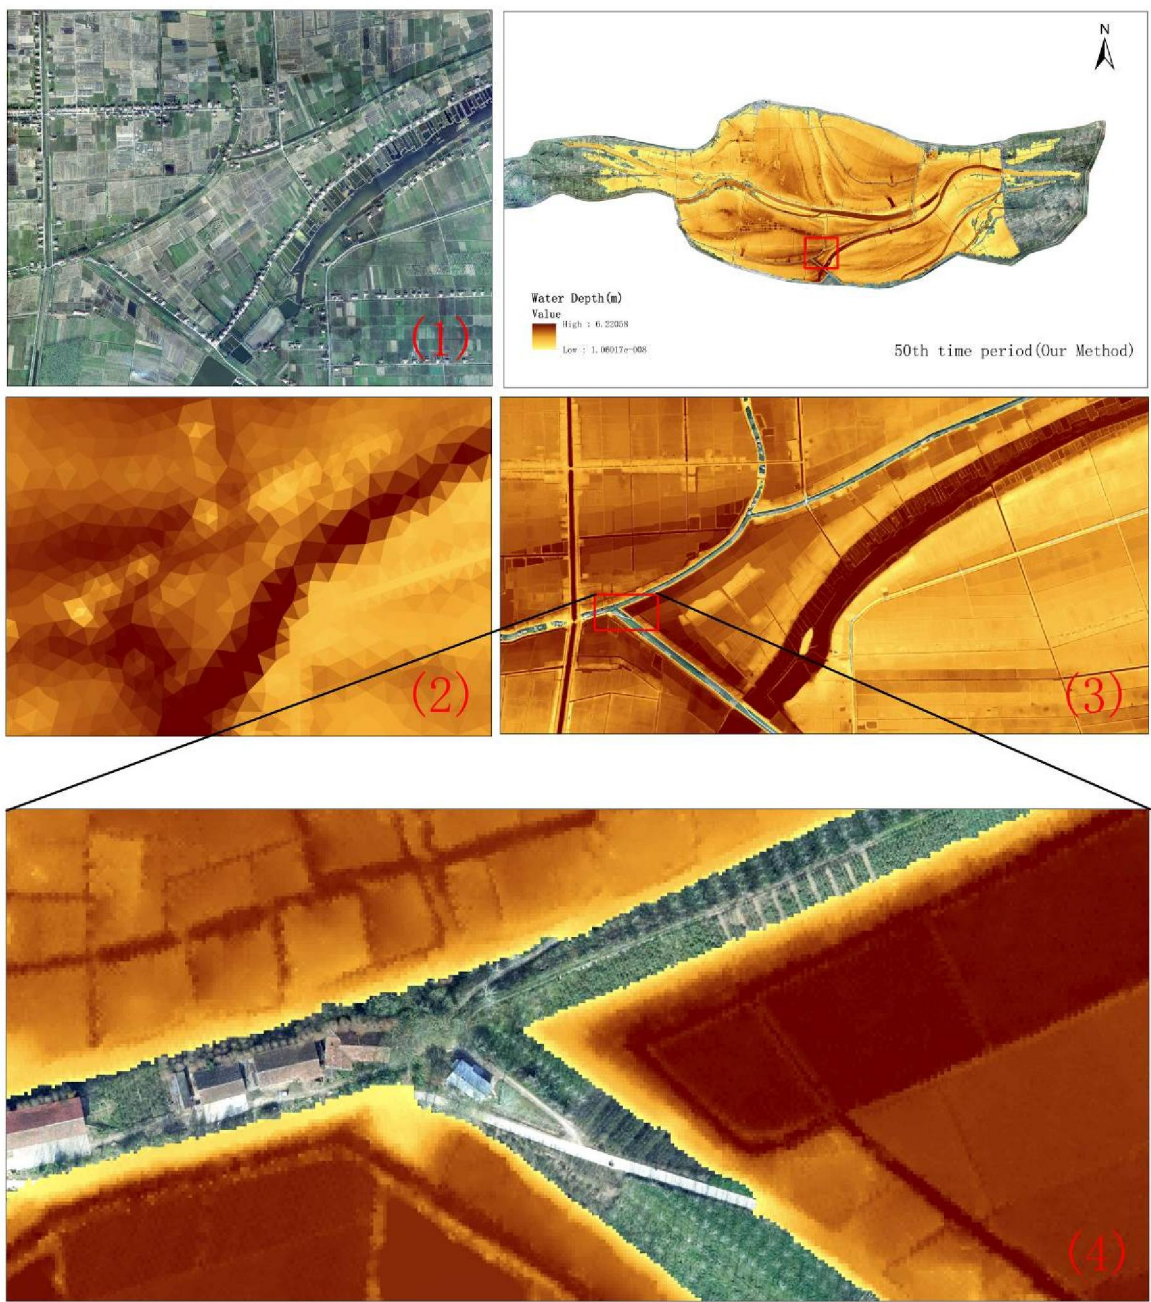 (1)
N
Water Depth(m)
Value
High : 6.22058
Low : 1.06017e-008
50th time period(Our Method)
(2)
(3)
(4)